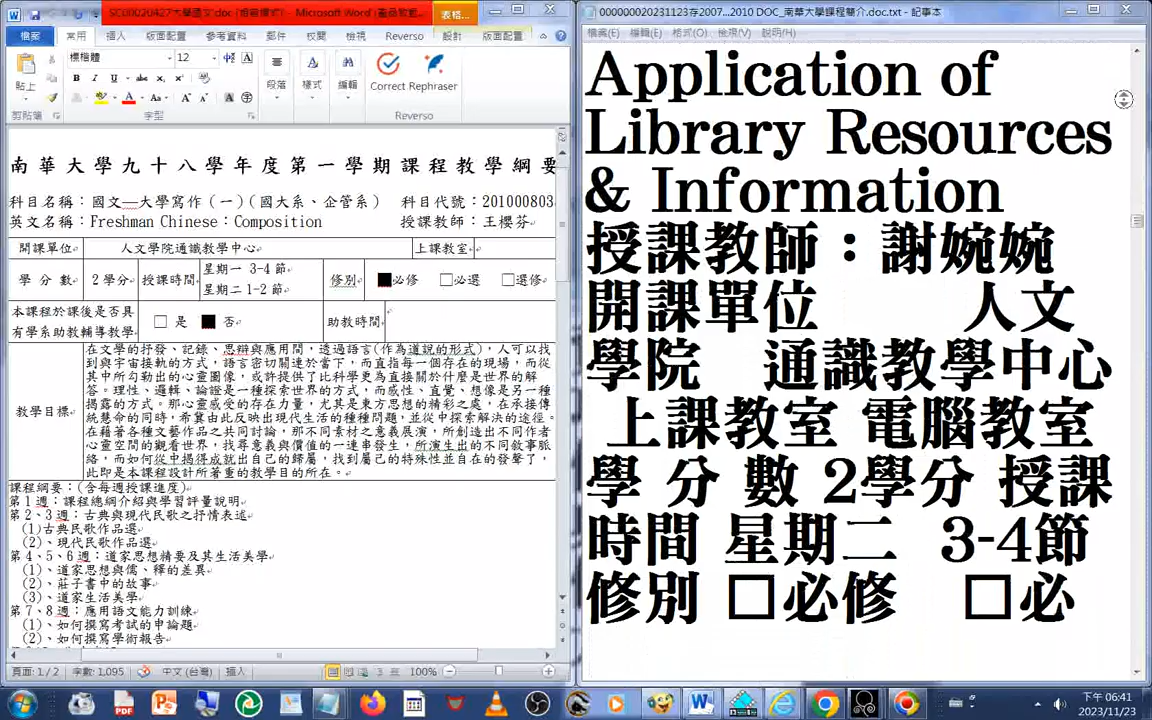 SC00020427大學國文.doc [相容模式] - Microsoft Word (產品啟動...
表格...
檔案
常用
插入
版面配置
參考資料
郵件
校閱
檢視
Reverso
設計
版面配置
標楷體
12
貼上
段落
樣式
編輯
Correct Rephraser
剪貼簿
字型
Reverso
南華大學九十八學年度第一學期課程教學綱要
科目名稱：國文—大學寫作（一）(國大系、企管系) 科目代號：201000803
英文名稱：Freshman Chinese：Composition 授課教師：王櫻芬
開課單位 人文學院通識教學中心 上課教室
學 分 數 2學分 授課時間 星期一 3-4節
星期二1-2節
修別 ■必修 □必選 □選修
本課程於課後是否具
有學系助教輔導教學
□ 是 ■ 否 助教時間
教學目標
在文學的抒發、記錄、思辯與應用間，透過語言(作為道說的形式)，人可以找
到與宇宙接軌的方式，語言密切關連於當下，而直指每一個存在的現場，而從
其中所勾勒出的心靈圖像，或許提供了比科學更為直接關於什麼是世界的解
答。理性、邏輯、論證是一種探索世界的方式，而感性、直覺、想像是另一種
揭露的方式。那心靈感受的存在力量，尤其是東方思想的精彩之處，在承接傳
統慧命的同時，希冀由此反映出現代生活的種種問題，並從中探索解決的途徑。
在藉著各種文藝作品之共同討論，那不同素材之意義展演，所創造出不同作者
心靈空間的觀看世界，找尋意義與價值的一連串發生，所演生出的不同敘事脈
絡，而如何從中揭得成就出自己的歸屬，找到屬己的特殊性並自在的發聲了，
此即是本課程設計所著重的教學目的所在。
課程綱要：(含每週授課進度)
第1週：課程總綱介紹與學習評量說明
第2、3週：古典與現代民歌之抒情表述
(1)古典民歌作品選
(2)、現代民歌作品選
第4、5、6週：道家思想精要及其生活美學
(1)、道家思想與儒、釋的差異
(2)、莊子書中的故事
(3)、道家生活美學
第7、8週：應用語文能力訓練
(1)、如何撰寫考試的申論題
(2)、如何撰寫學術報告
頁面: 1/2
字數: 1,095
中文 (台灣)
插入
100%
000000020231123存2007...2010 DOC_南華大學課程簡介.doc.txt - 記事本
檔案(F) 編輯(E) 格式(O) 檢視(V) 說明(H)
Application of
Library Resources
& Information
授課教師：謝婉婉
開課單位 人文
學院 通識教學中心
上課教室 電腦教室
學 分 數 2學分 授課
時間 星期二 3-4節
修別 □必修 □必
下午 06:41
2023/11/23